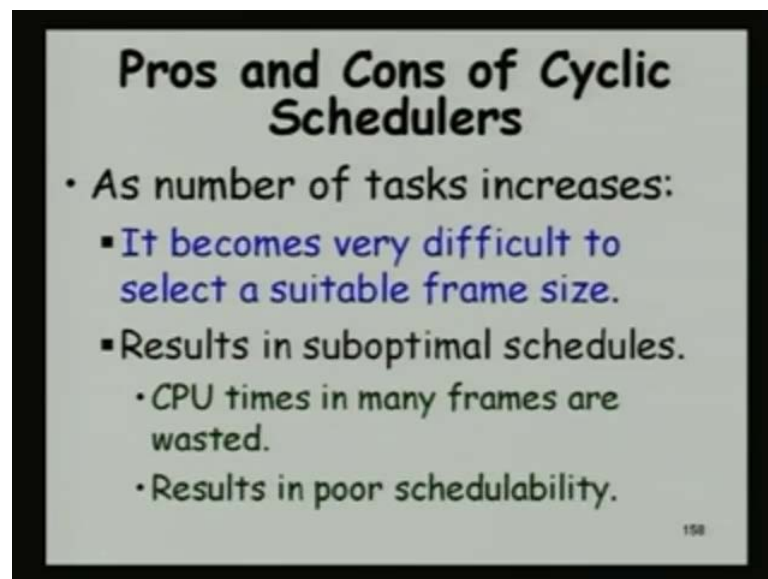 Pros and Cons of Cyclic
Schedulers
• As number of tasks increases:
▪ It becomes very difficult to
select a suitable frame size.
▪ Results in suboptimal schedules.
• CPU times in many frames are
wasted.
• Results in poor schedulability.
158